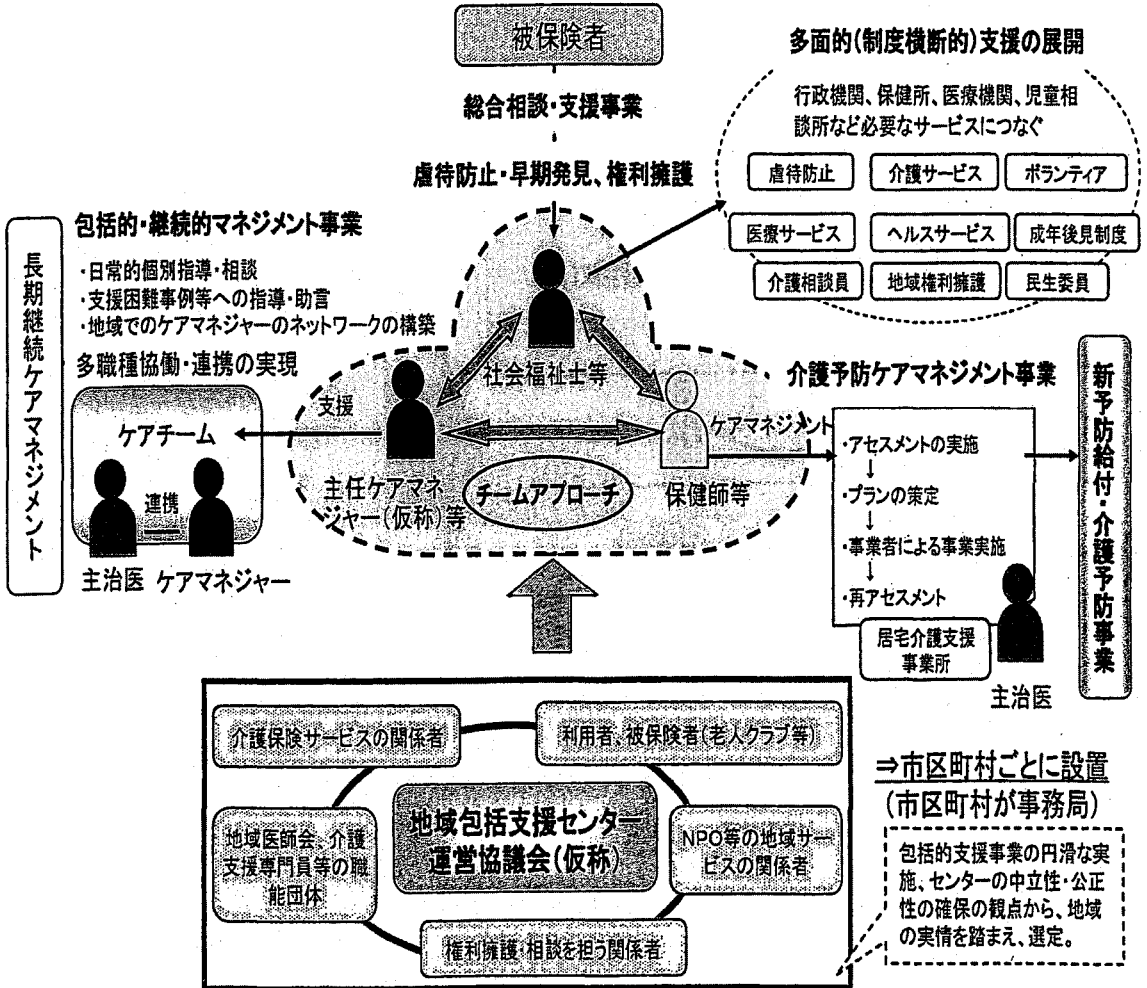 被保険者
総合相談・支援事業
虐待防止・早期発見、権利擁護
多面的(制度横断的)支援の展開
行政機関、保健所、医療機関、児童相
談所など必要なサービスにつなぐ
虐待防止
介護サービス
ボランティア
医療サービス
ヘルスサービス
成年後見制度
介護相談員
地域権利擁護
民生委員
長期継続ケアマネジメント
包括的・継続的マネジメント事業
・日常的個別指導・相談
・支援困難事例等への指導・助言
・地域でのケアマネジャーのネットワークの構築
多職種協働・連携の実現
ケアチーム
連携
主治医
ケアマネジャー
支援
社会福祉士等
主任ケアマネ
ジャー(仮称)等
チームアプローチ
保健師等
ケアマネジメント
介護予防ケアマネジメント事業
・アセスメントの実施
↓
・プランの策定
↓
・事業者による事業実施
↓
・再アセスメント
居宅介護支援
事業所
主治医
新予防給付・介護予防事業
介護保険サービスの関係者
利用者、被保険者(老人クラブ等)
地域医師会、介護
支援専門員等の職
能団体
地域包括支援センター
運営協議会(仮称)
NPO等の地域サー
ビスの関係者
権利擁護・相談を担う関係者
⇒市区町村ごとに設置
(市区町村が事務局)
包括的支援事業の円滑な実
施、センターの中立性・公正
性の確保の観点から、地域
の実情を踏まえ、選定。